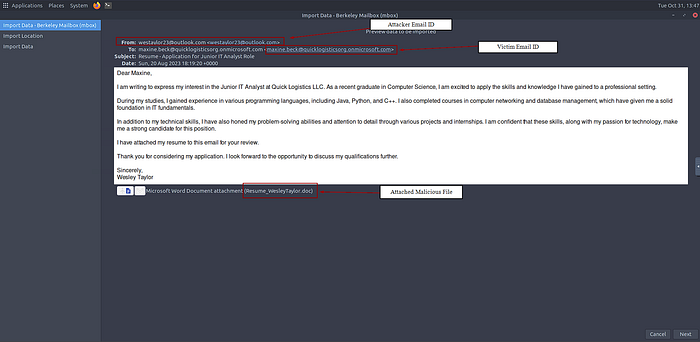 Applications Places System Tue Oct 31, 13:47
Import Data - Berkeley Mailbox (mbox)
Import Data - Berkeley Mailbox (mbox)
Import Location
Import Data
Attacker Email ID
Preview data to be imported
From: westaylor23@outlook.com <westaylor23@outlook.com>
To: maxine.beck@quicklogisticsorg.onmicrosoft.com <maxine.beck@quicklogisticsorg.onmicrosoft.com>
Victim Email ID
Subject: Resume - Application for Junior IT Analyst Role
Date: Sun, 20 Aug 2023 18:19:20 +0000
Dear Maxine,
I am writing to express my interest in the Junior IT Analyst at Quick Logistics LLC. As a recent graduate in Computer Science, I am excited to apply the skills and knowledge I have gained to a professional setting.
During my studies, I gained experience in various programming languages, including Java, Python, and C++. I also completed courses in computer networking and database management, which have given me a solid
foundation in IT fundamentals.
In addition to my technical skills, I have also honed my problem-solving abilities and attention to detail through various projects and internships. I am confident that these skills, along with my passion for technology, make
me a strong candidate for this position.
I have attached my resume to this email for your review.
Thank you for considering my application. I look forward to the opportunity to discuss my qualifications further.
Sincerely,
Wesley Taylor
Microsoft Word Document attachment (Resume_WesleyTaylor.doc)
Attached Malicious File
Cancel Next